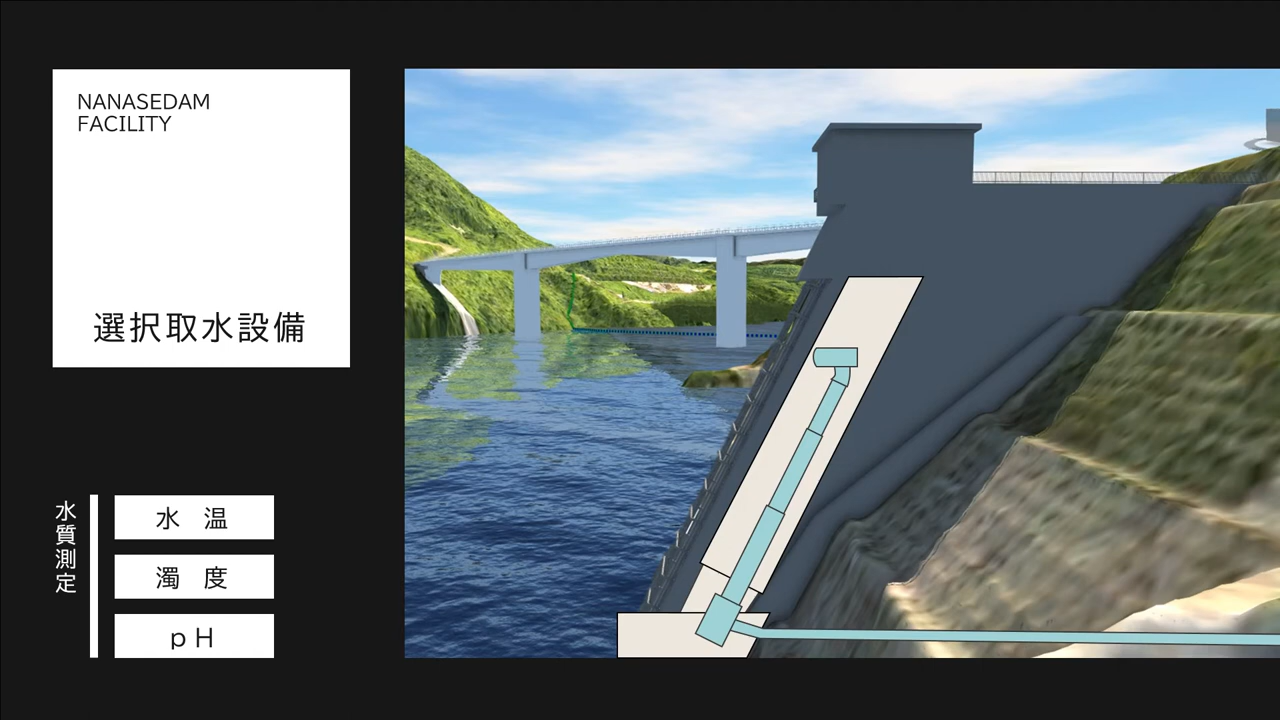 NANASEDAM
FACILITY
選択取水設備
水質測定
水 温
濁 度
pH